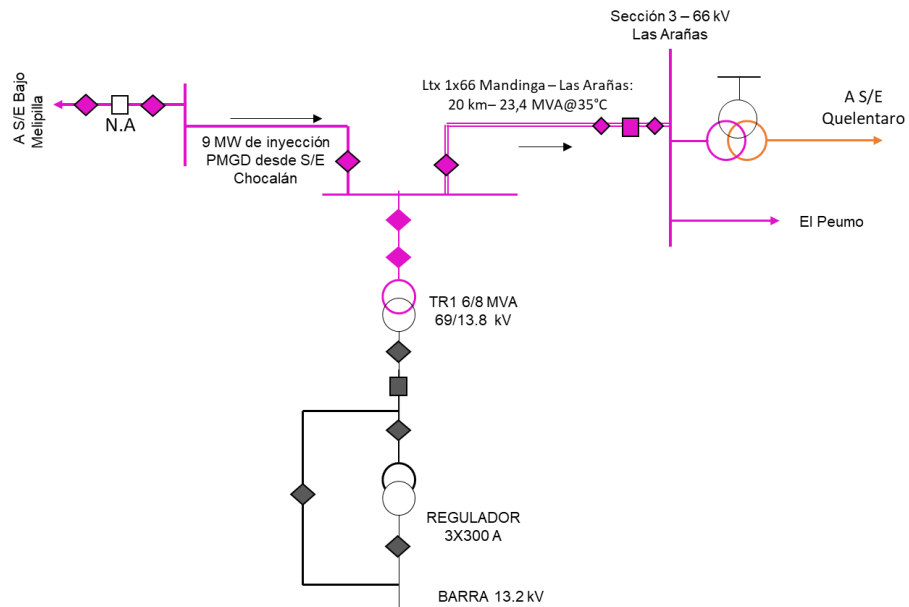 Sección 3 – 66 kV
Las Arañas
A S/E Bajo
Melipilla
N.A
9 MW de inyección
PMGD desde S/E
Chocalán
Ltx 1x66 Mandinga – Las Arañas:
20 km– 23,4 MVA@35°C
A S/E
Quelentaro
El Peumo
TR1 6/8 MVA
69/13.8 kV
REGULADOR
3X300 A
BARRA 13.2 kV